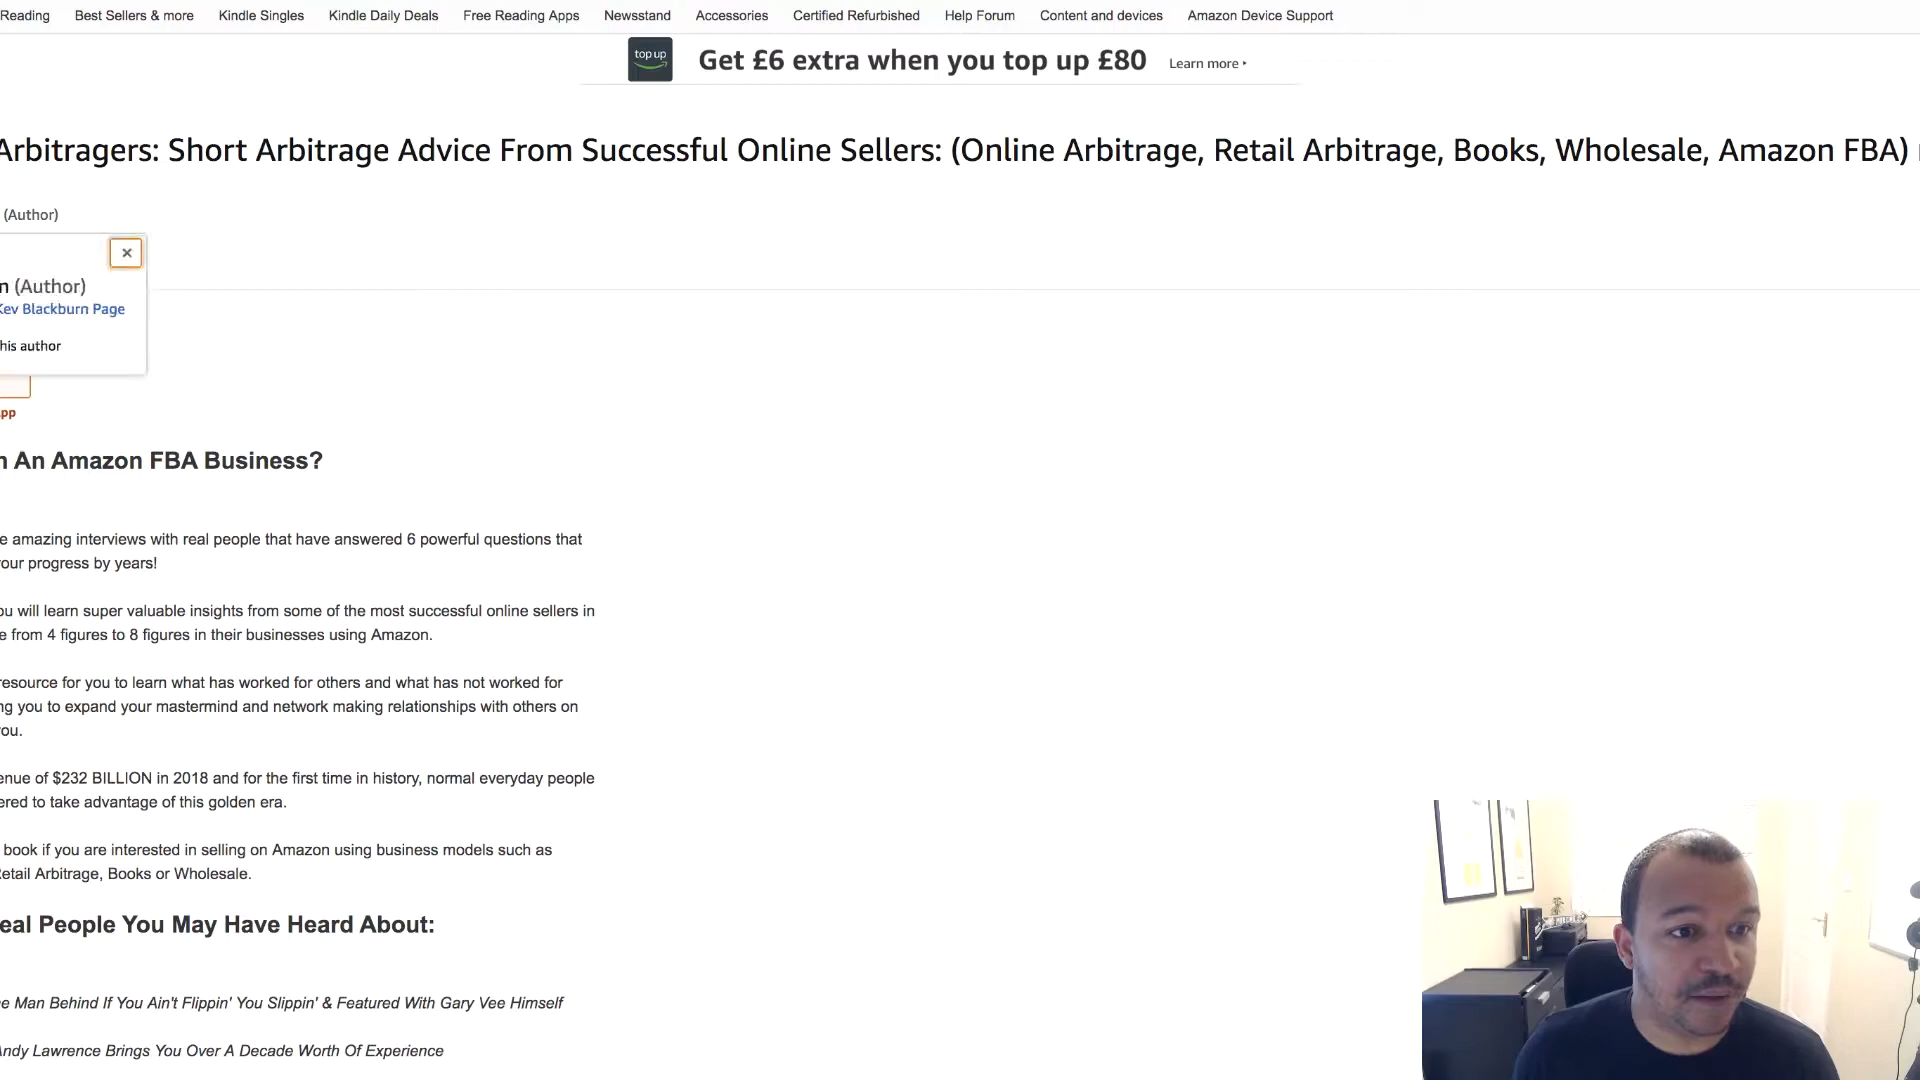 Reading Best Sellers & more Kindle Singles Kindle Daily Deals Free Reading Apps Newsstand Accessories Certified Refurbished Help Forum Content and devices Amazon Device Support
top up Get £6 extra when you top up £80 Learn more
Arbitragers: Short Arbitrage Advice From Successful Online Sellers: (Online Arbitrage, Retail Arbitrage, Books, Wholesale, Amazon FBA)
(Author)
n (Author)
Kev Blackburn Page
his author
pp
n An Amazon FBA Business?
e amazing interviews with real people that have answered 6 powerful questions that
our progress by years!
ou will learn super valuable insights from some of the most successful online sellers in
e from 4 figures to 8 figures in their businesses using Amazon.
resource for you to learn what has worked for others and what has not worked for
ng you to expand your mastermind and network making relationships with others on
ou.
enue of $232 BILLION in 2018 and for the first time in history, normal everyday people
ered to take advantage of this golden era.
book if you are interested in selling on Amazon using business models such as
etail Arbitrage, Books or Wholesale.
eal People You May Have Heard About:
e Man Behind If You Ain't Flippin' You Slippin' & Featured With Gary Vee Himself
Andy Lawrence Brings You Over A Decade Worth Of Experience